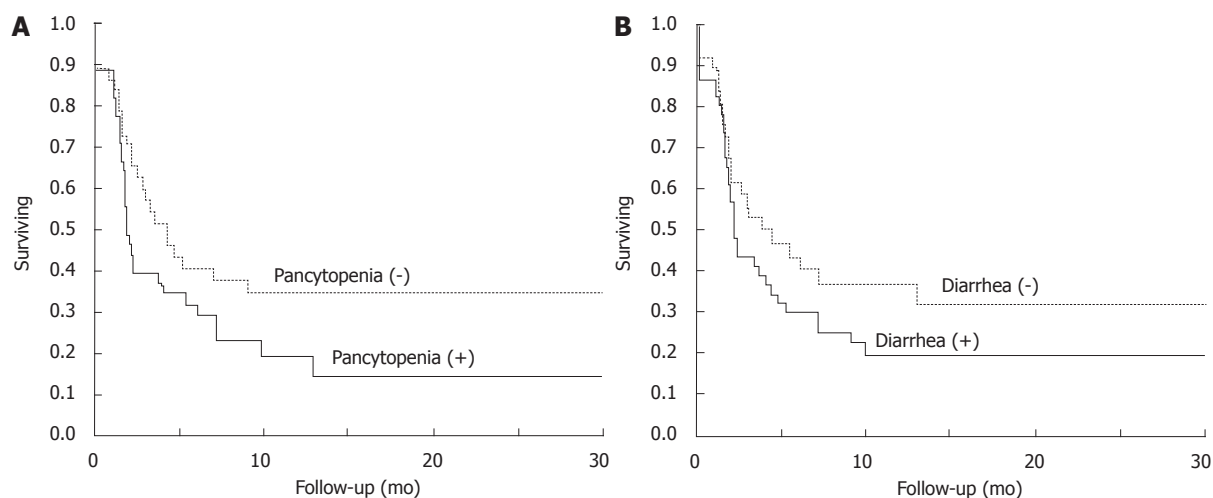 A
1.0
0.9
0.8
0.7
0.6
0.5
0.4
0.3
0.2
0.1
0.0
Surviving
Pancytopenia (-)
Pancytopenia (+)
0 10 20 30
Follow-up (mo)
B
1.0
0.9
0.8
0.7
0.6
0.5
0.4
0.3
0.2
0.1
0.0
Surviving
Diarrhea (-)
Diarrhea (+)
0 10 20 30
Follow-up (mo)